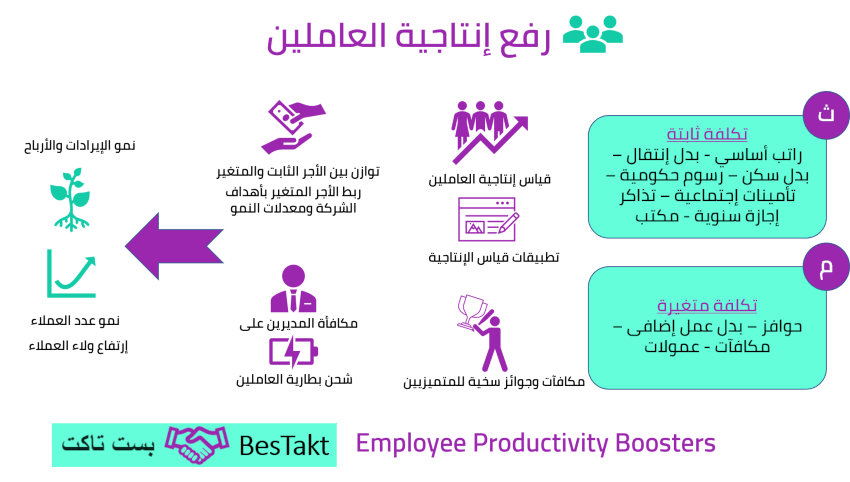 رفع إنتاجية العاملين
ث
تكلفة ثابتة
راتب أساسي - بدل إنتقال –
بدل سكن – رسوم حكومية –
تأمينات إجتماعية – تذاكر
إجازة سنوية - مكتب
م
تكلفة متغيرة
حوافز – بدل عمل إضافى –
مكافآت - عمولات
قياس إنتاجية العاملين
تطبيقات قياس الإنتاجية
مكافآت وجوائز سخية للمتميزيين
توازن بين الأجر الثابت والمتغير
ربط الأجر المتغير بأهداف
الشركة ومعدلات النمو
مكافأة المديرين على
شحن بطارية العاملين
نمو الإيرادات والأرباح
نمو عدد العملاء
إرتفاع ولاء العملاء
بست تاكت BesTakt
Employee Productivity Boosters